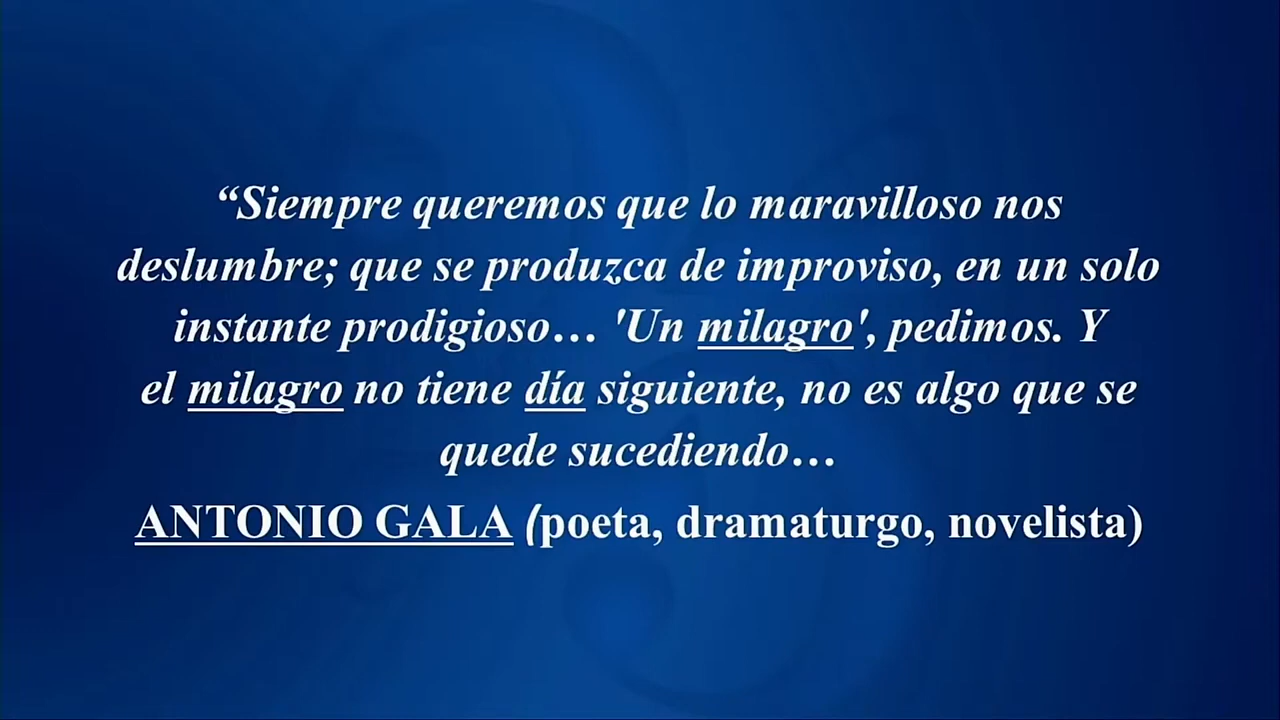 “Siempre queremos que lo maravilloso nos
deslumbre; que se produzca de improviso, en un solo
instante prodigioso… 'Un milagro', pedimos. Y
el milagro no tiene día siguiente, no es algo que se
quede sucediendo…
ANTONIO GALA (poeta, dramaturgo, novelista)